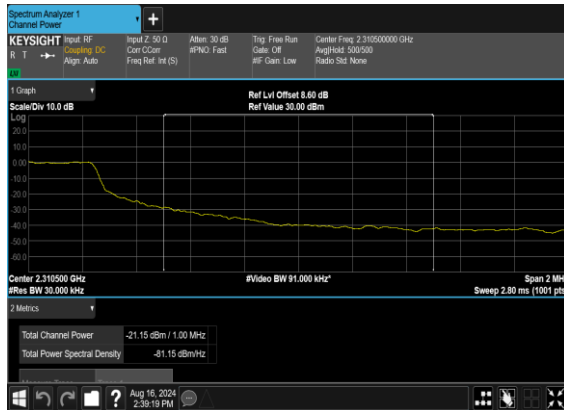 Spectrum Analyzer 1
Channel Power
+
KEYSIGHT Input: RF Input Z: 50 Ω Atten: 30 dB Trig: Free Run Center Freq: 2.310500000 GHz
R T Coupling: DC Corr CCorr #PNO: Fast Gate: Off Avg|Hold: 500/500
Align: Auto Freq Ref: Int (S) #IF Gain: Low Radio Std: None
1 Graph
Ref Lvl Offset 8.60 dB
Scale/Div 10.0 dB Ref Value 30.00 dBm
Log
20.0
10.0
0.00
-10.0
-20.0
-30.0
-40.0
-50.0
-60.0
Center 2.310500 GHz #Video BW 91.000 kHz* Span 2 MH
#Res BW 30.000 kHz Sweep 2.80 ms (1001 pts
2 Metrics
Total Channel Power -21.15 dBm / 1.00 MHz
Total Power Spectral Density -81.15 dBm/Hz
? Aug 16, 2024
2:39:19 PM